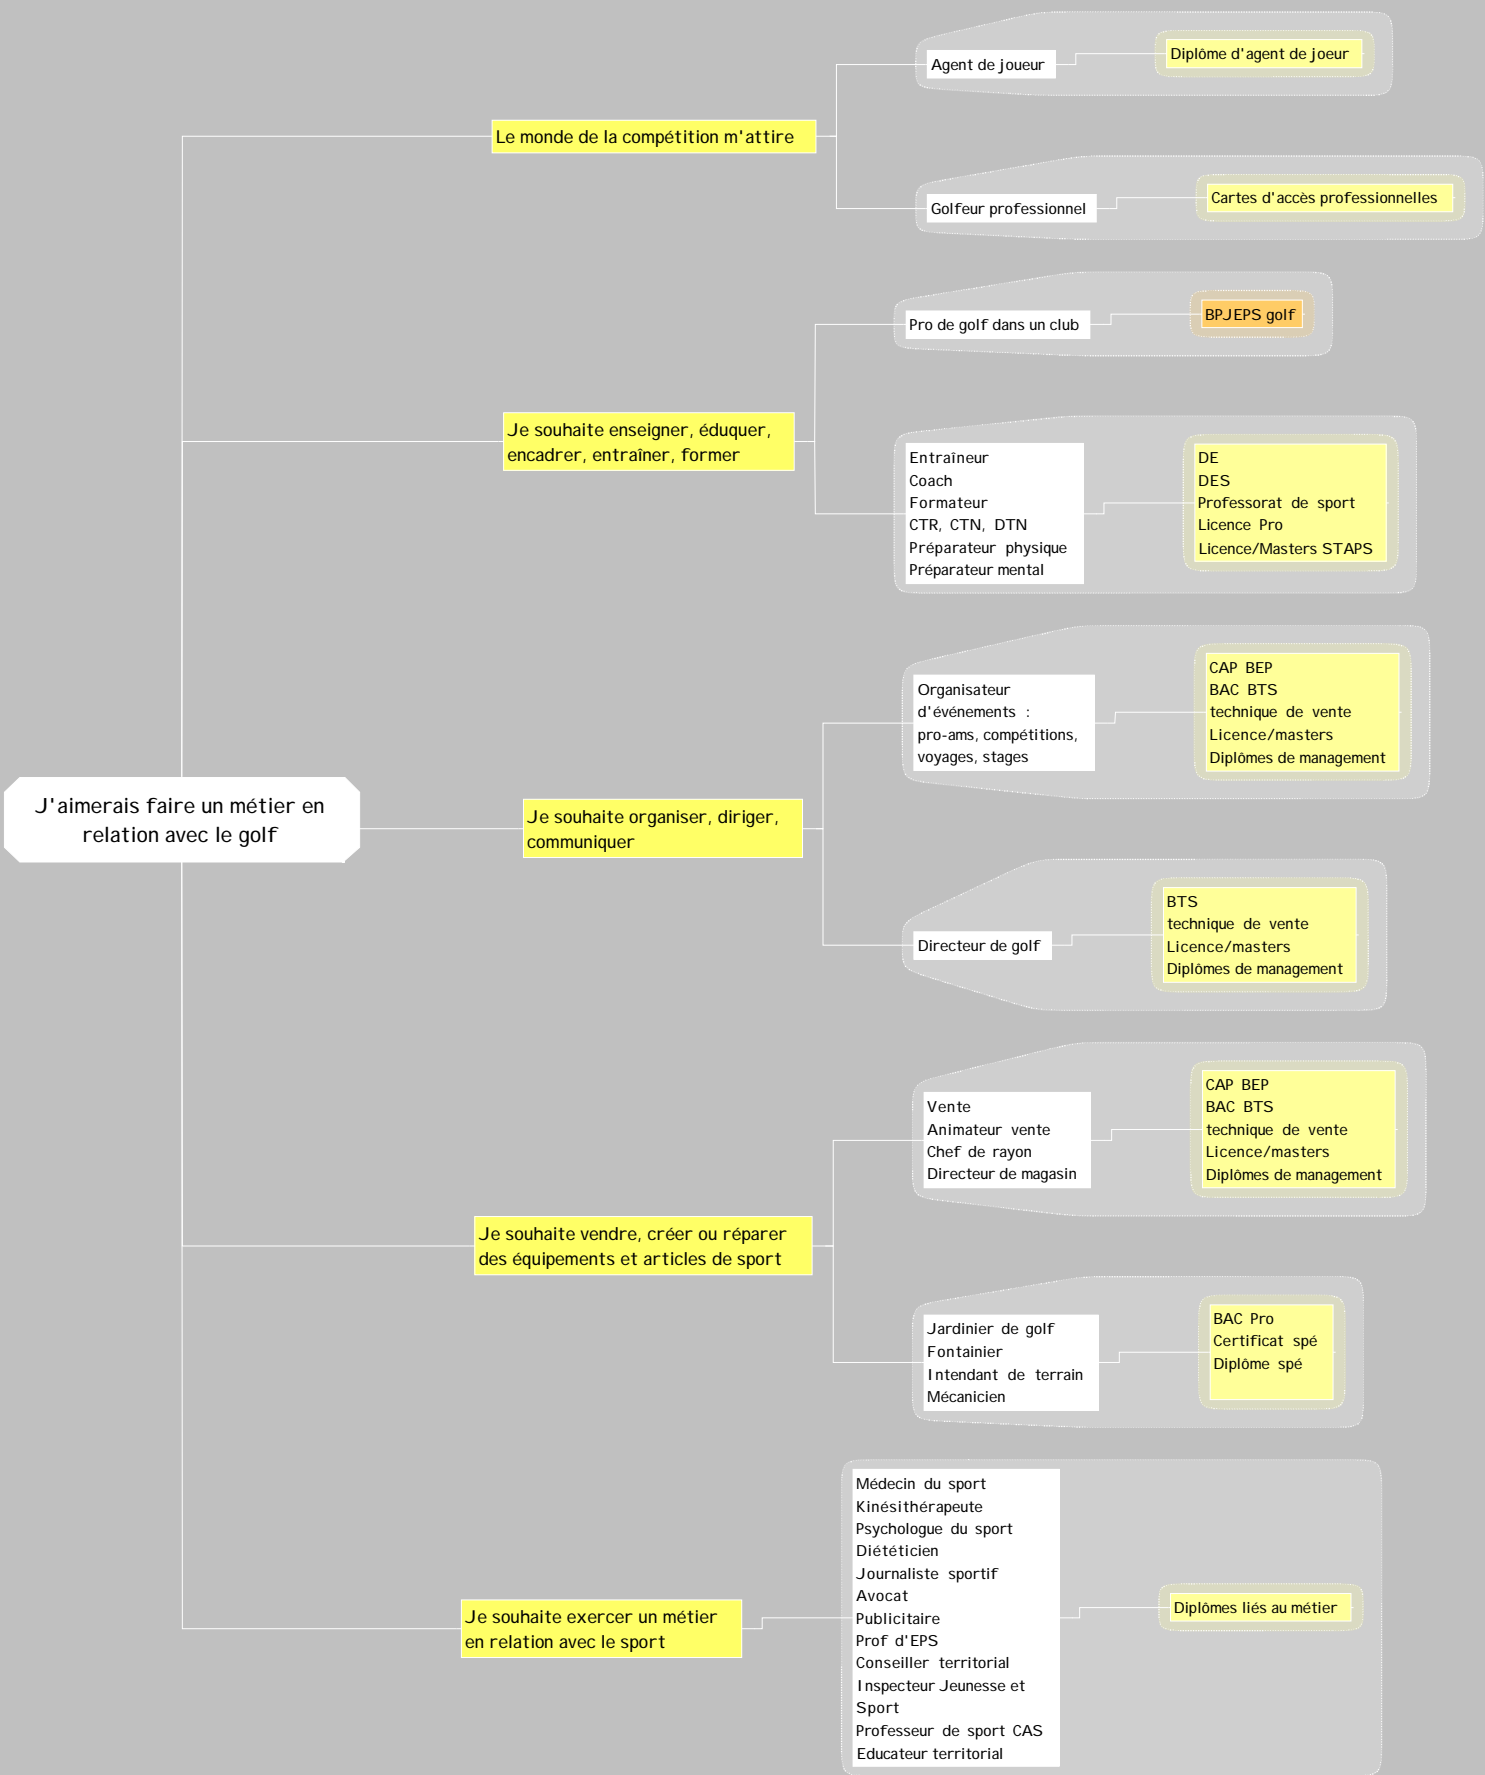 J'aimerais faire un métier en
relation avec le golf
Le monde de la compétition m'attire
Agent de joueur
Diplôme d'agent de joeur
Golfeur professionnel
Cartes d'accès professionnelles
Je souhaite enseigner, éduquer,
encadrer, entraîner, former
Pro de golf dans un club
BPJEPS golf
Entraîneur
Coach
Formateur
CTR, CTN, DTN
Préparateur physique
Préparateur mental
DE
DES
Professorat de sport
Licence Pro
Licence/Masters STAPS
Je souhaite organiser, diriger,
communiquer
Organisateur
d'événements :
pro-ams, compétitions,
voyages, stages
CAP BEP
BAC BTS
technique de vente
Licence/masters
Diplômes de management
Directeur de golf
BTS
technique de vente
Licence/masters
Diplômes de management
Je souhaite vendre, créer ou réparer
des équipements et articles de sport
Vente
Animateur vente
Chef de rayon
Directeur de magasin
CAP BEP
BAC BTS
technique de vente
Licence/masters
Diplômes de management
Jardinier de golf
Fontainier
Intendant de terrain
Mécanicien
BAC Pro
Certificat spé
Diplôme spé
Je souhaite exercer un métier
en relation avec le sport
Médecin du sport
Kinésithérapeute
Psychologue du sport
Diététicien
Journaliste sportif
Avocat
Publicitaire
Prof d'EPS
Conseiller territorial
Inspecteur Jeunesse et
Sport
Professeur de sport CAS
Educateur territorial
Diplômes liés au métier